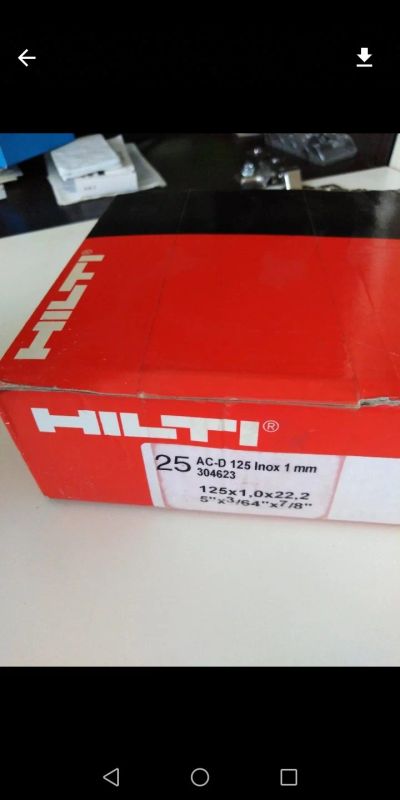 HILTI
HILTI®
25 AC-D 125 Inox 1 mm
304623
125x1,0x22,2
5"x3/64"x7/8"